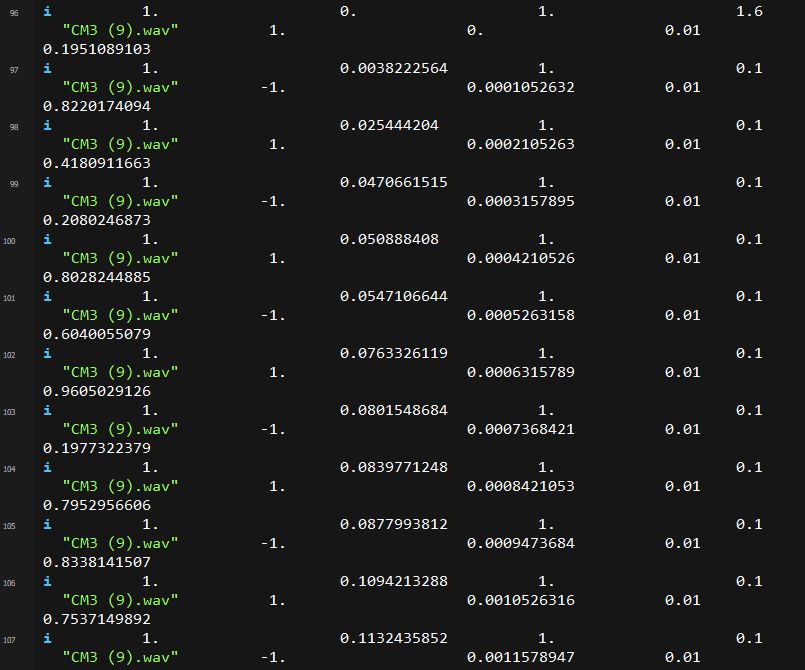 96 i 1. 0. 1. 1.6
"CM3 (9).wav" 1. 0. 0.01
0.1951089103
97 i 1. 0.0038222564 1. 0.1
"CM3 (9).wav" -1. 0.0001052632 0.01
0.8220174094
98 i 1. 0.025444204 1. 0.1
"CM3 (9).wav" 1. 0.0002105263 0.01
0.4180911663
99 i 1. 0.0470661515 1. 0.1
"CM3 (9).wav" -1. 0.0003157895 0.01
0.2080246873
100 i 1. 0.050888408 1. 0.1
"CM3 (9).wav" 1. 0.0004210526 0.01
0.8028244885
101 i 1. 0.0547106644 1. 0.1
"CM3 (9).wav" -1. 0.0005263158 0.01
0.6040055079
102 i 1. 0.0763326119 1. 0.1
"CM3 (9).wav" 1. 0.0006315789 0.01
0.9605029126
103 i 1. 0.0801548684 1. 0.1
"CM3 (9).wav" -1. 0.0007368421 0.01
0.1977322379
104 i 1. 0.0839771248 1. 0.1
"CM3 (9).wav" 1. 0.0008421053 0.01
0.7952956606
105 i 1. 0.0877993812 1. 0.1
"CM3 (9).wav" -1. 0.0009473684 0.01
0.8338141507
106 i 1. 0.1094213288 1. 0.1
"CM3 (9).wav" 1. 0.0010526316 0.01
0.7537149892
107 i 1. 0.1132435852 1. 0.1
"CM3 (9).wav" -1. 0.0011578947 0.01